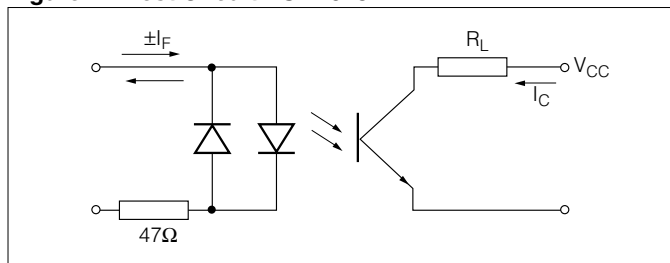 ±I_F
R_L
V_CC
I_C
47Ω